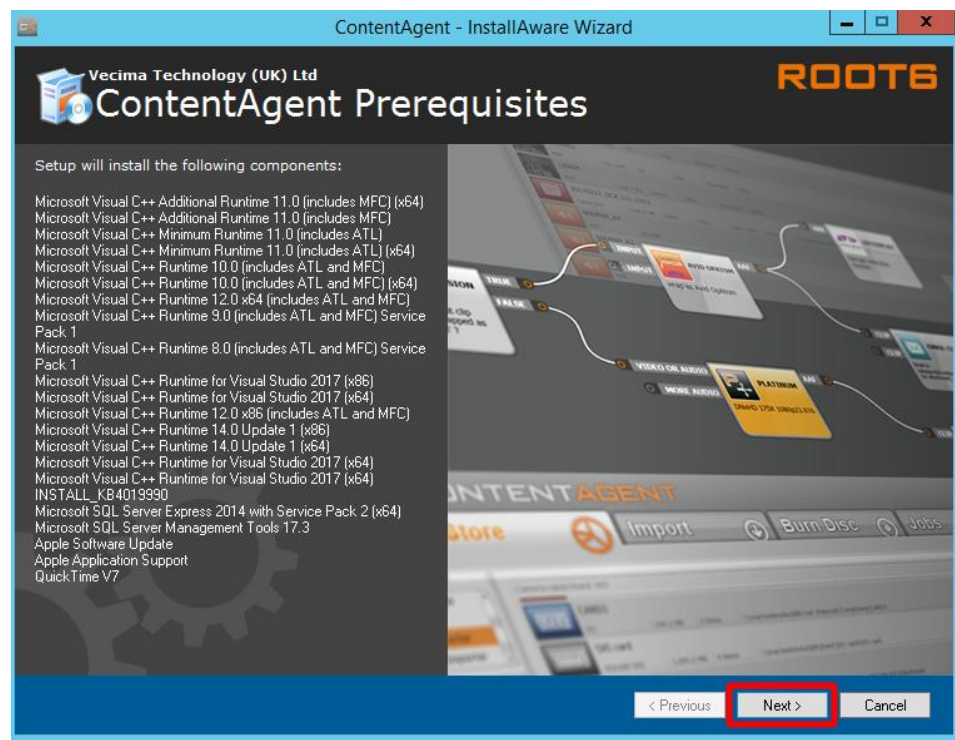 ContentAgent - InstallAware Wizard
Vecima Technology (UK) Ltd
ContentAgent Prerequisites
ROOT6
Setup will install the following components:
Microsoft Visual C++ Additional Runtime 11.0 (includes MFC) (x64)
Microsoft Visual C++ Additional Runtime 11.0 (includes MFC)
Microsoft Visual C++ Minimum Runtime 11.0 (includes ATL)
Microsoft Visual C++ Minimum Runtime 11.0 (includes ATL) (x64)
Microsoft Visual C++ Runtime 10.0 (includes ATL and MFC)
Microsoft Visual C++ Runtime 10.0 (includes ATL and MFC) (x64)
Microsoft Visual C++ Runtime 12.0 x64 (includes ATL and MFC)
Microsoft Visual C++ Runtime 9.0 (includes ATL and MFC) Service
Pack 1
Microsoft Visual C++ Runtime 8.0 (includes ATL and MFC) Service
Pack 1
Microsoft Visual C++ Runtime for Visual Studio 2017 (x86)
Microsoft Visual C++ Runtime for Visual Studio 2017 (x64)
Microsoft Visual C++ Runtime 12.0 x86 (includes ATL and MFC)
Microsoft Visual C++ Runtime 14.0 Update 1 (x86)
Microsoft Visual C++ Runtime 14.0 Update 1 (x64)
Microsoft Visual C++ Runtime for Visual Studio 2017 (x64)
Microsoft Visual C++ Runtime for Visual Studio 2017 (x64)
INSTALL_KB4019990
Microsoft SQL Server Express 2014 with Service Pack 2 (x64)
Microsoft SQL Server Management Tools 17.3
Apple Software Update
Apple Application Support
QuickTime V7
INPUT
INPUT
AVID OPCION
TRUE
FALSE
VIDEO OR AUDIO
MORE AUDIO
PLATINUM
NTENTAGENT
Store
Import
Burn Disc
Jobs
< Previous
Next >
Cancel